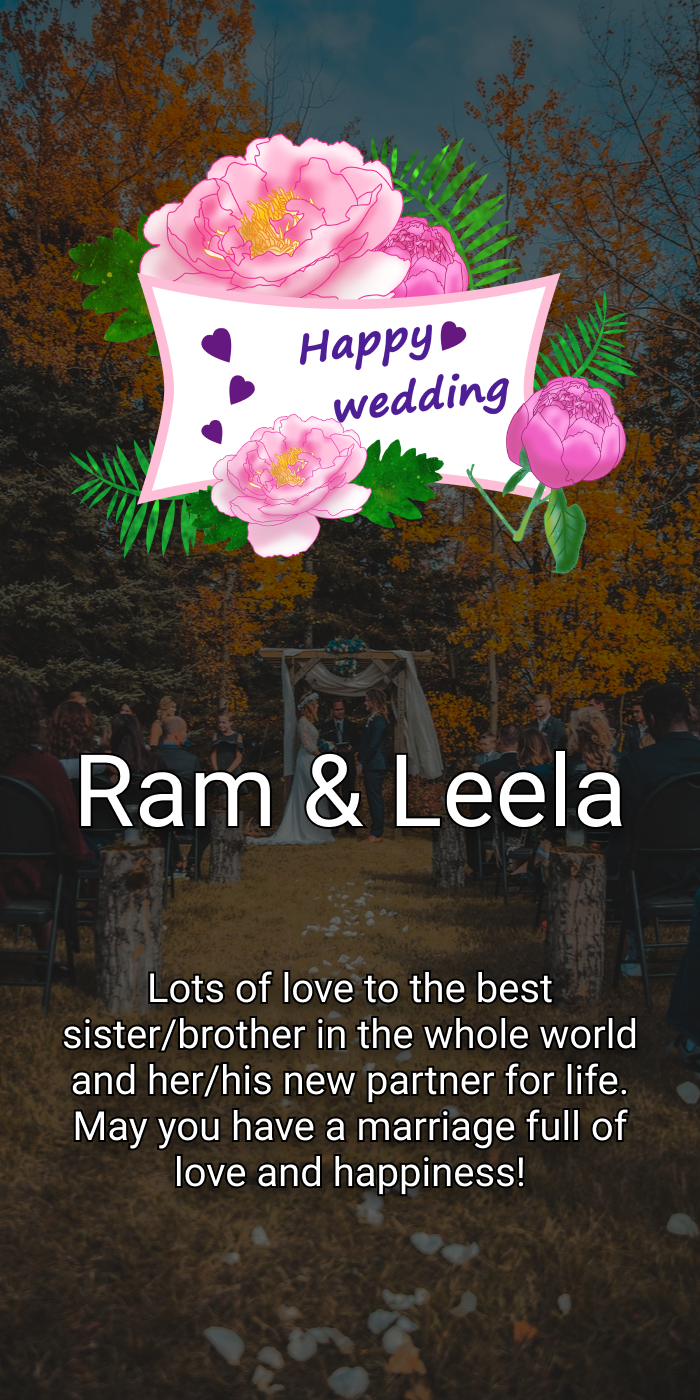 Happy
wedding
Ram & Leela
Lots of love to the best
sister/brother in the whole world
and her/his new partner for life.
May you have a marriage full of
love and happiness!